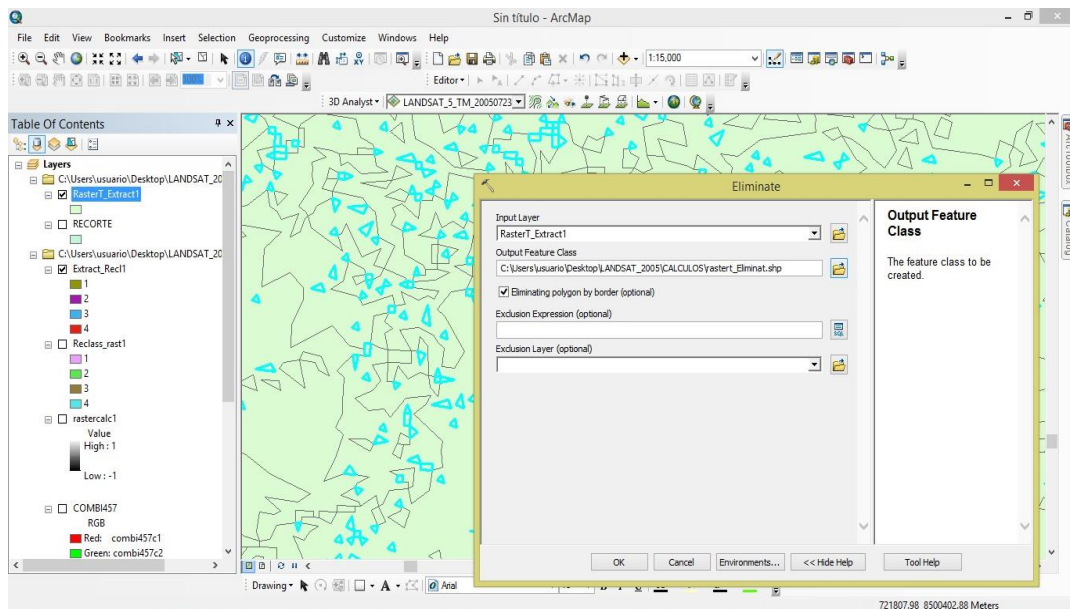 Sin título - ArcMap
File Edit View Bookmarks Insert Selection Geoprocessing Customize Windows Help
1:15,000
Editor
3D Analyst LANDSAT_5_TM_20050723
Table Of Contents
Layers
C:\Users\usuario\Desktop\LANDSAT_20
RasterT_Extract1
RECORTE
C:\Users\usuario\Desktop\LANDSAT_20
Extract_Recl1
1
2
3
4
Reclass_rast1
1
2
3
4
rastercalc1
Value
High : 1
Low : -1
COMBI457
RGB
Red: combi457c1
Green: combi457c2
Eliminate
Input Layer
RasterT_Extract1
Output Feature Class
C:\Users\usuario\Desktop\LANDSAT_2005\CALCULOS\rastert_Eliminat.shp
Eliminating polygon by border (optional)
Exclusion Expression (optional)
SQL
Exclusion Layer (optional)
OK Cancel Environments... << Hide Help Tool Help
Output Feature
Class
The feature class to be
created.
ArcToolbox
Catalog
Drawing A Arial
721807.98 8500402.88 Meters